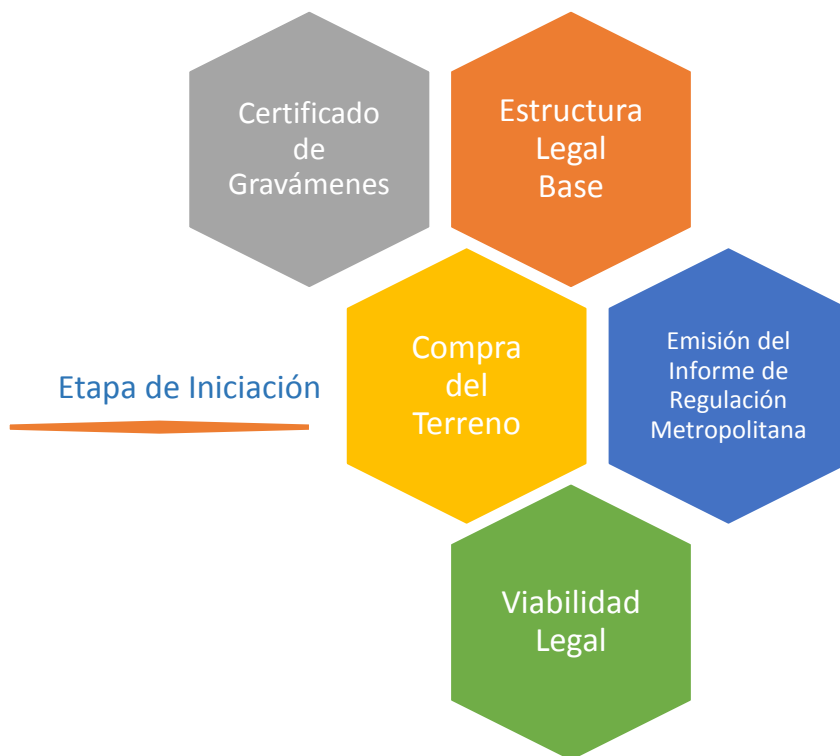 Certificado
de
Gravámenes
Estructura
Legal
Base
Etapa de Iniciación
Compra
del
Terreno
Emisión del
Informe de
Regulación
Metropolitana
Viabilidad
Legal